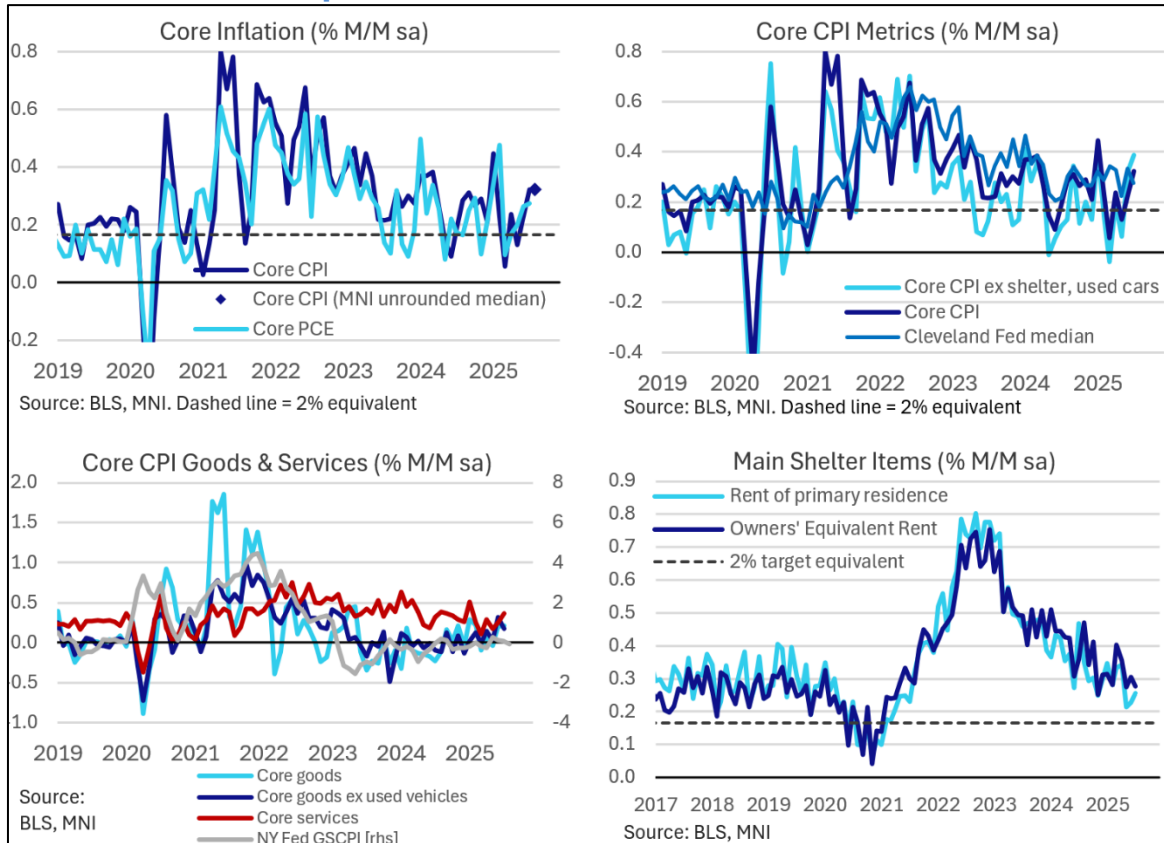 Core Inflation (% M/M sa)
0.8
0.6
0.4
0.2
0.0
-0.2
Core CPI
Core CPI (MNI unrounded median)
Core PCE
2019 2020 2021 2022 2023 2024 2025
Source: BLS, MNI. Dashed line = 2% equivalent
Core CPI Metrics (% M/M sa)
0.8
0.6
0.4
0.2
0.0
-0.2
-0.4
Core CPI ex shelter, used cars
Core CPI
Cleveland Fed median
2019 2020 2021 2022 2023 2024 2025
Source: BLS, MNI. Dashed line = 2% equivalent
Core CPI Goods & Services (% M/M sa)
2.0
1.5
1.0
0.5
0.0
-0.5
-1.0
8
6
4
2
0
-2
-4
2019 2020 2021 2022 2023 2024 2025
Core goods
Core goods ex used vehicles
Core services
NY Fed GSCPI [rhs]
Source:
BLS, MNI
Main Shelter Items (% M/M sa)
0.9
0.8
0.7
0.6
0.5
0.4
0.3
0.2
0.1
0.0
Rent of primary residence
Owners' Equivalent Rent
2% target equivalent
2017 2018 2019 2020 2021 2022 2023 2024 2025
Source: BLS, MNI